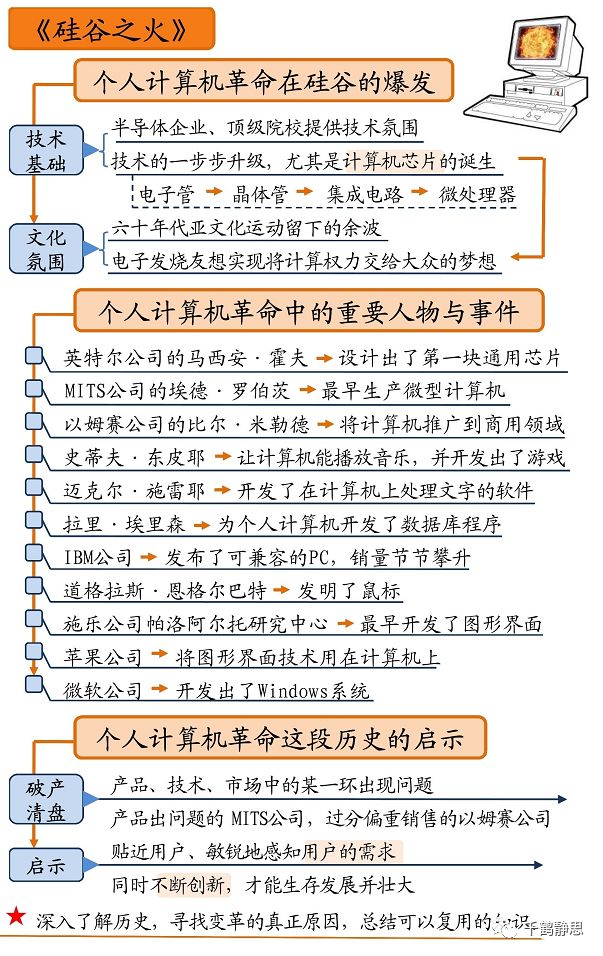 《硅谷之火》
个人计算机革命在硅谷的爆发
技术
基础
半导体企业、顶级院校提供技术氛围
技术的一步步升级，尤其是计算机芯片的诞生
电子管 → 晶体管 → 集成电路 → 微处理器
文化
氛围
六十年代亚文化运动留下的余波
电子发烧友想实现将计算权力交给大众的梦想
个人计算机革命中的重要人物与事件
英特尔公司的马西安·霍夫 → 设计出了第一块通用芯片
MITS公司的埃德·罗伯茨 → 最早生产微型计算机
以姆赛公司的比尔·米勒德 → 将计算机推广到商用领域
史蒂夫·东皮耶 → 让计算机能播放音乐，并开发出了游戏
迈克尔·施雷耶 → 开发了在计算机上处理文字的软件
拉里·埃里森 → 为个人计算机开发了数据库程序
IBM公司 → 发布了可兼容的PC，销量节节攀升
道格拉斯·恩格尔巴特 → 发明了鼠标
施乐公司帕洛阿尔托研究中心 → 最早开发了图形界面
苹果公司 → 将图形界面技术用在计算机上
微软公司 → 开发出了Windows系统
个人计算机革命这段历史的启示
破产
清盘
产品、技术、市场中的某一环出现问题
产品出问题的 MITS公司，过分偏重销售的以姆赛公司
启示
贴近用户、敏锐地感知用户的需求
同时不断创新，才能生存发展并壮大
★ 深入了解历史，寻找变革的真正原因，总结可以复用的知识
千鹤静思